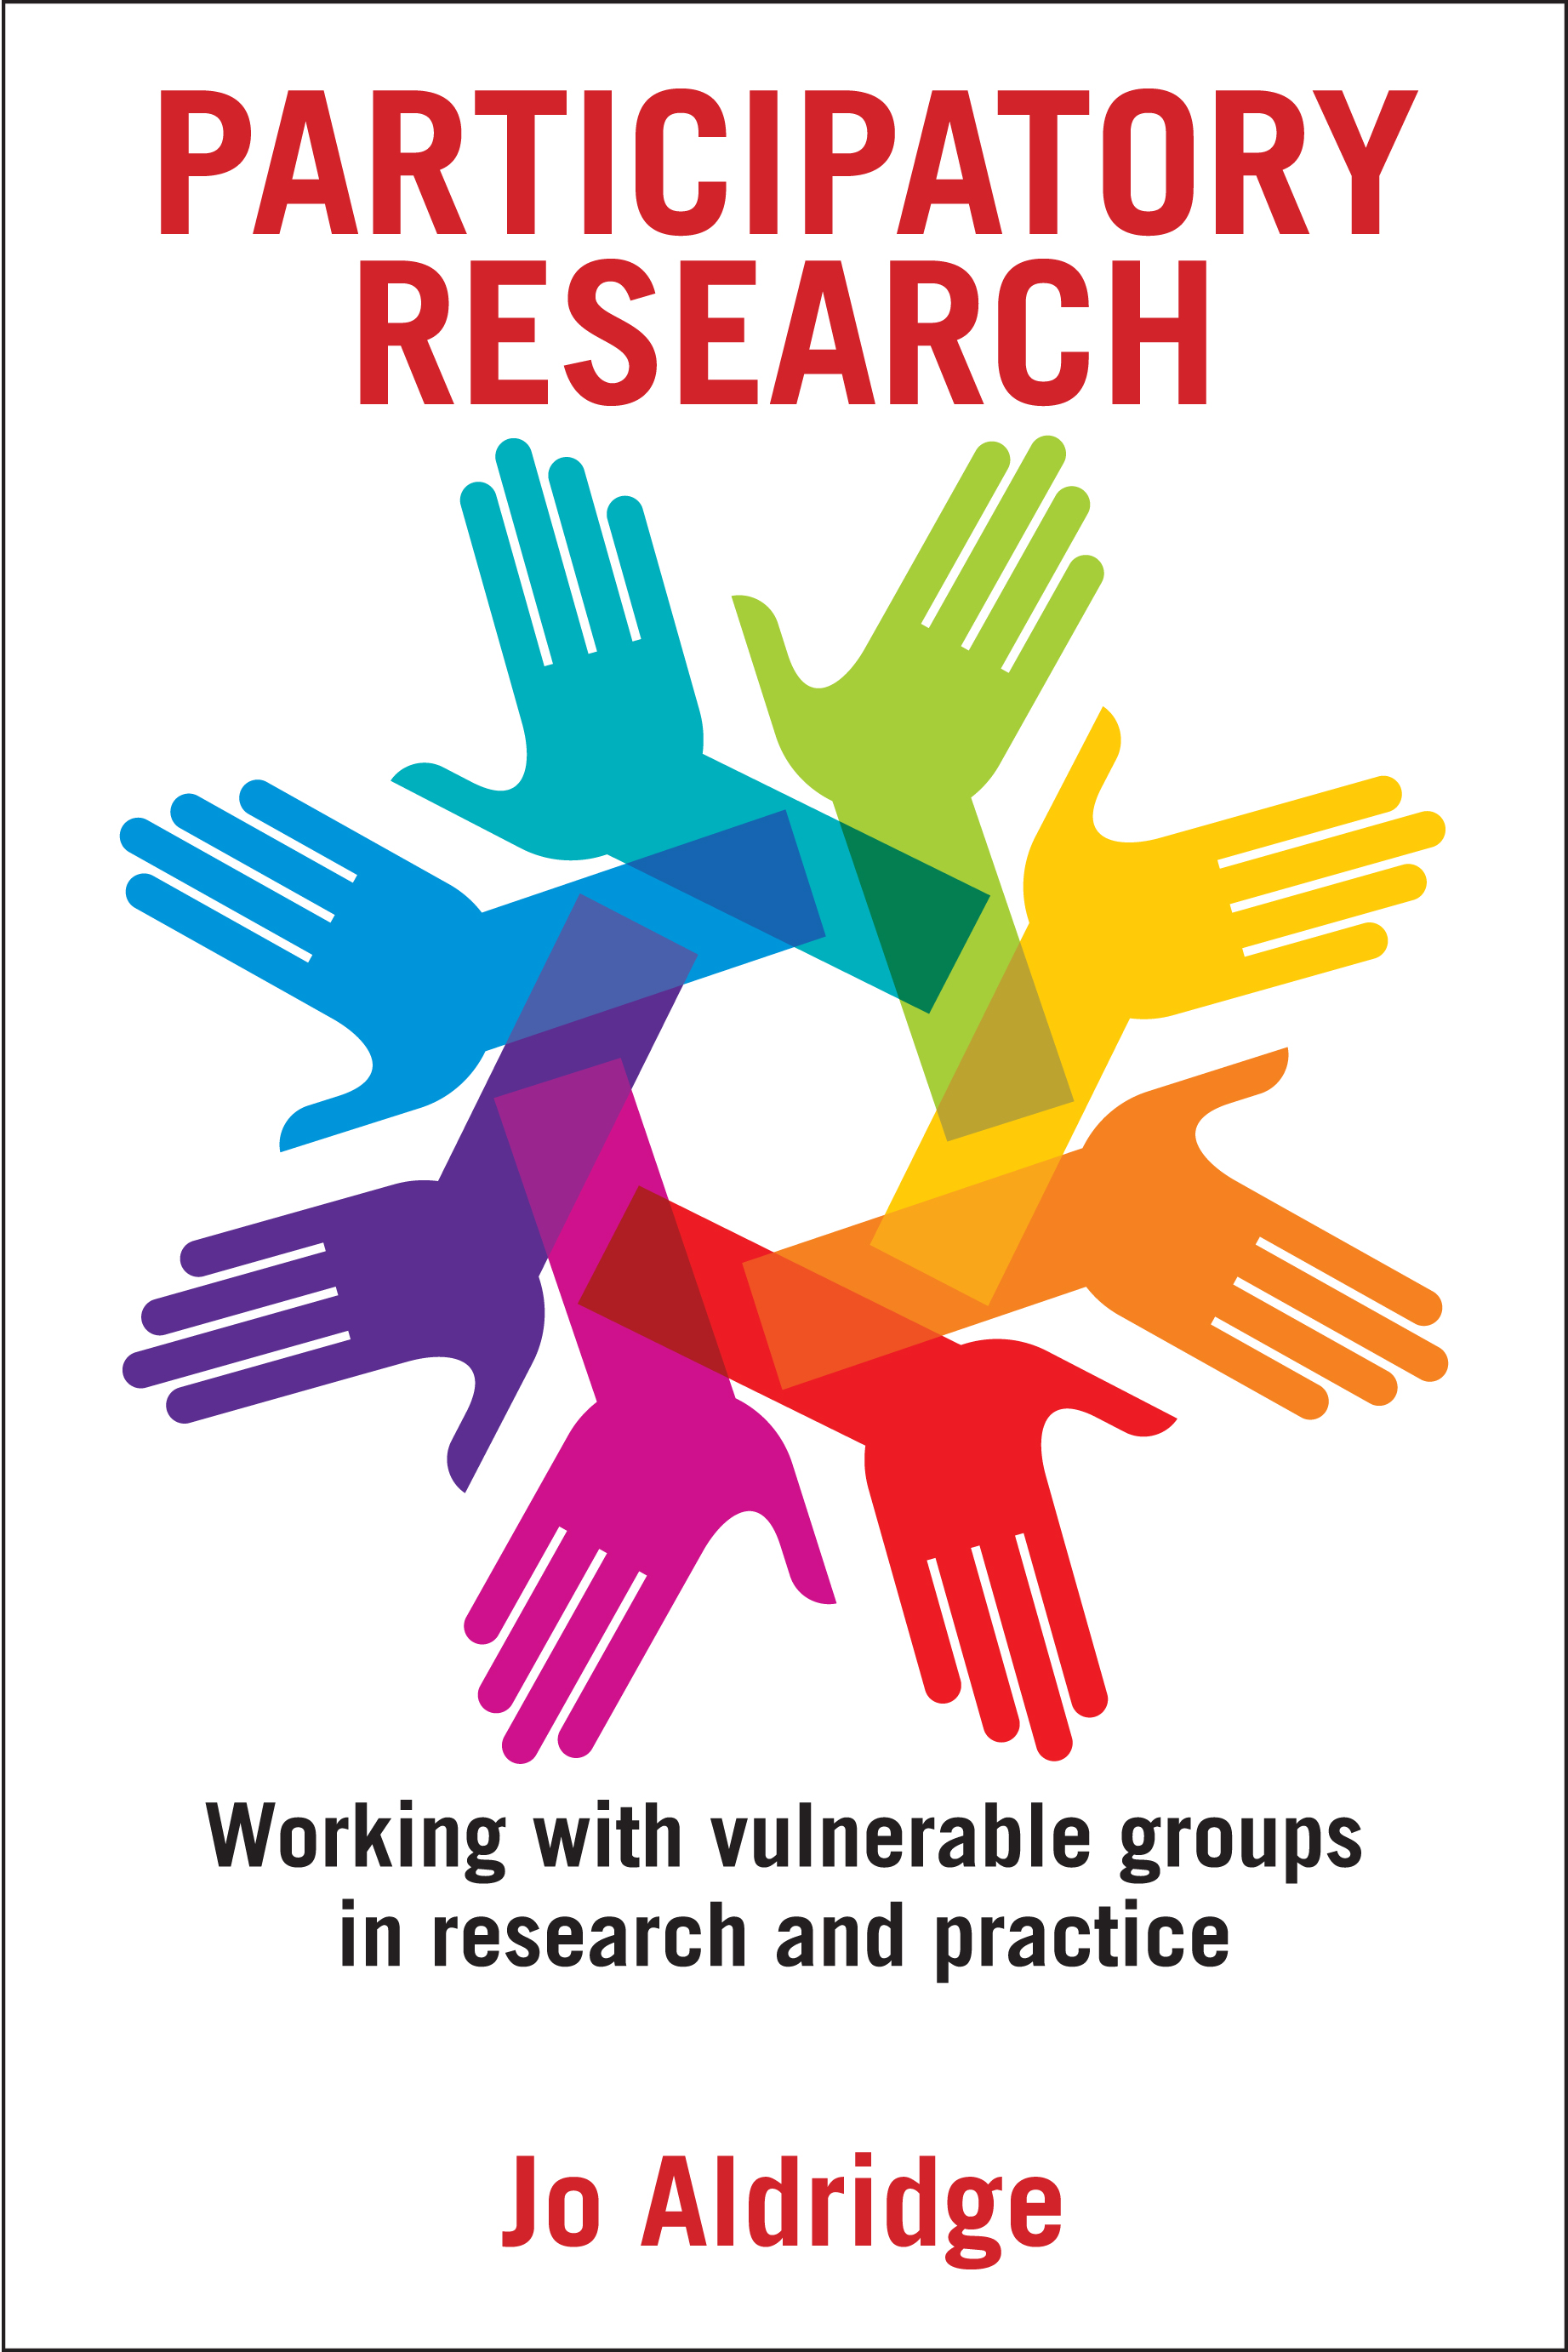 PARTICIPATORY
RESEARCH
Working with vulnerable groups
in research and practice
Jo Aldridge